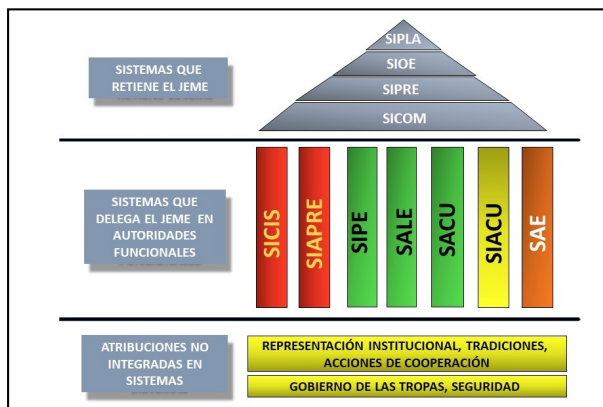 SIPLA
SIOE
SIPRE
SICOM
SISTEMAS QUE
RETIENE EL JEME
SISTEMAS QUE
DELEGA EL JEME EN
AUTORIDADES
FUNCIONALES
SICIS
SIAPRE
SIPE
SALE
SACU
SIACU
SAE
ATRIBUCIONES NO
INTEGRADAS EN
SISTEMAS
REPRESENTACIÓN INSTITUCIONAL, TRADICIONES,
ACCIONES DE COOPERACIÓN
GOBIERNO DE LAS TROPAS, SEGURIDAD